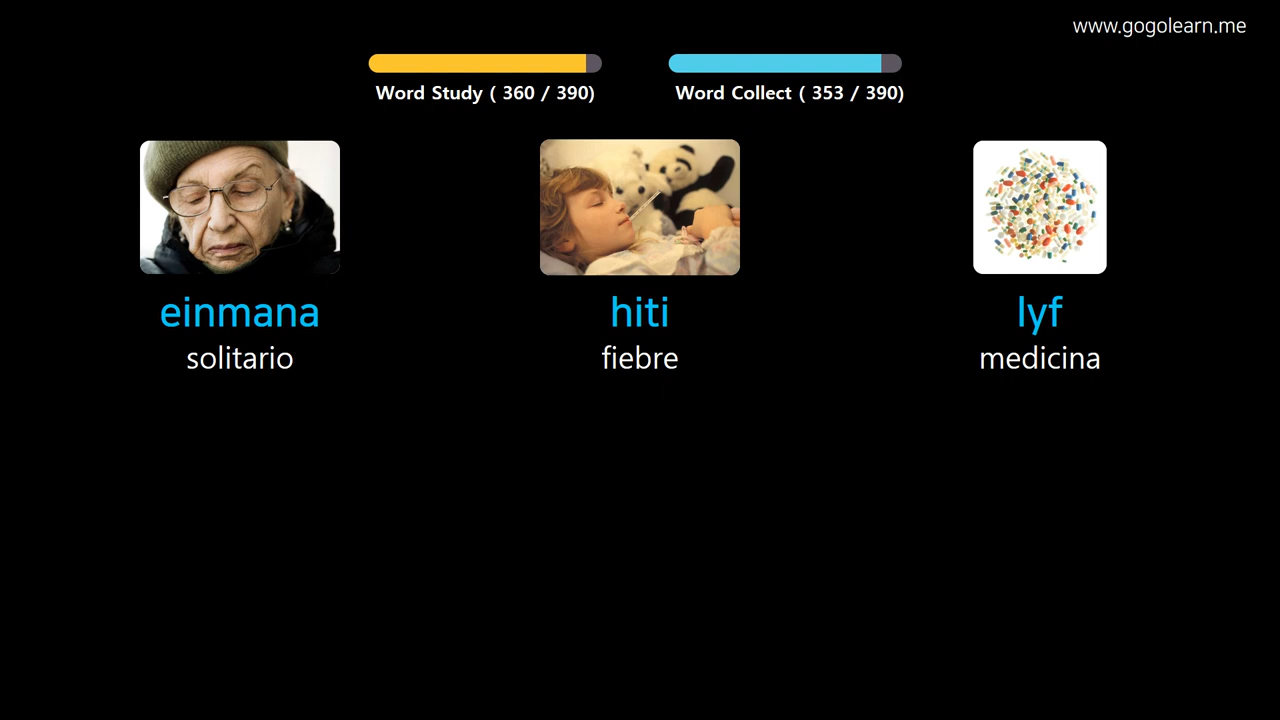 www.gogolearn.me
Word Study ( 360 / 390)
Word Collect ( 353 / 390)
einmana
solitario
hiti
fiebre
lyf
medicina